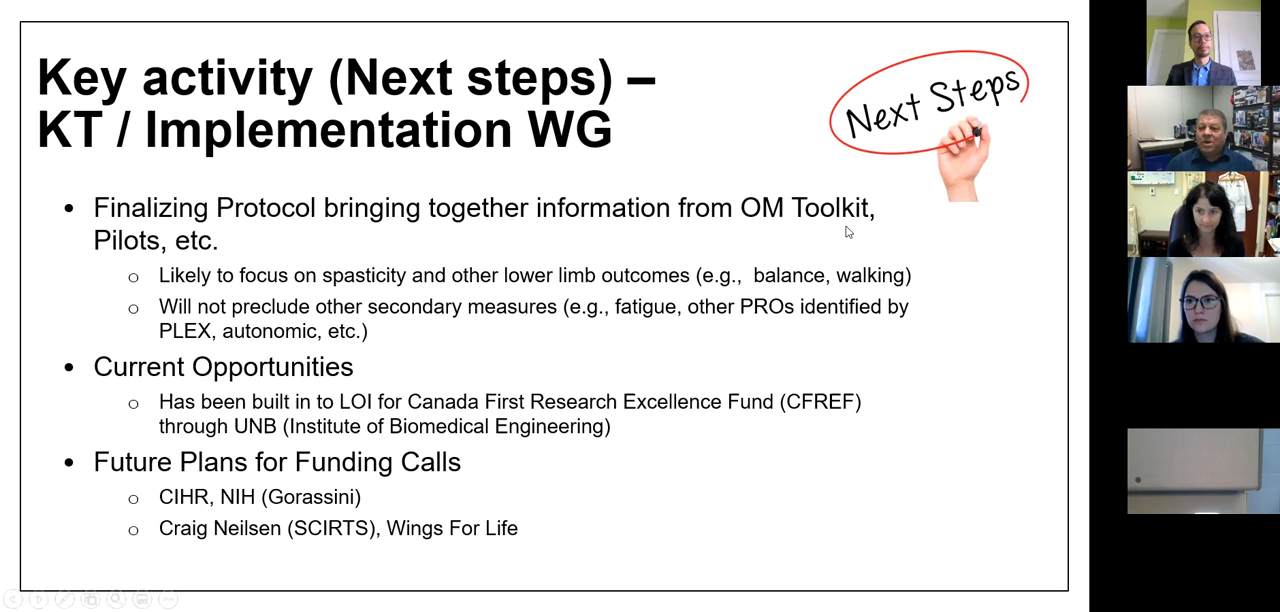 Key activity (Next steps) –
KT / Implementation WG
Next Steps
• Finalizing Protocol bringing together information from OM Toolkit,
Pilots, etc.
o Likely to focus on spasticity and other lower limb outcomes (e.g.,  balance, walking)
o Will not preclude other secondary measures (e.g., fatigue, other PROs identified by
PLEX, autonomic, etc.)
• Current Opportunities
o Has been built in to LOI for Canada First Research Excellence Fund (CFREF)
through UNB (Institute of Biomedical Engineering)
• Future Plans for Funding Calls
o CIHR, NIH (Gorassini)
o Craig Neilsen (SCIRTS), Wings For Life